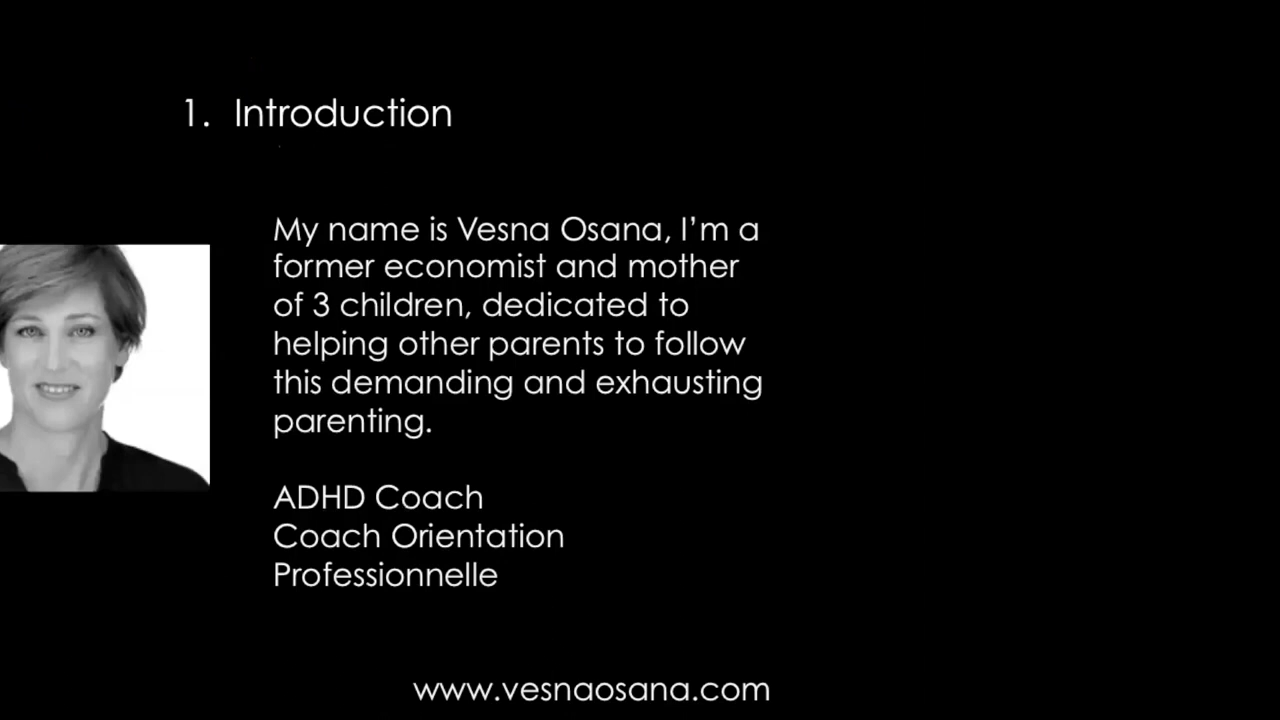 1. Introduction
My name is Vesna Osana, I’m a
former economist and mother
of 3 children, dedicated to
helping other parents to follow
this demanding and exhausting
parenting.
ADHD Coach
Coach Orientation
Professionnelle
www.vesnaosana.com